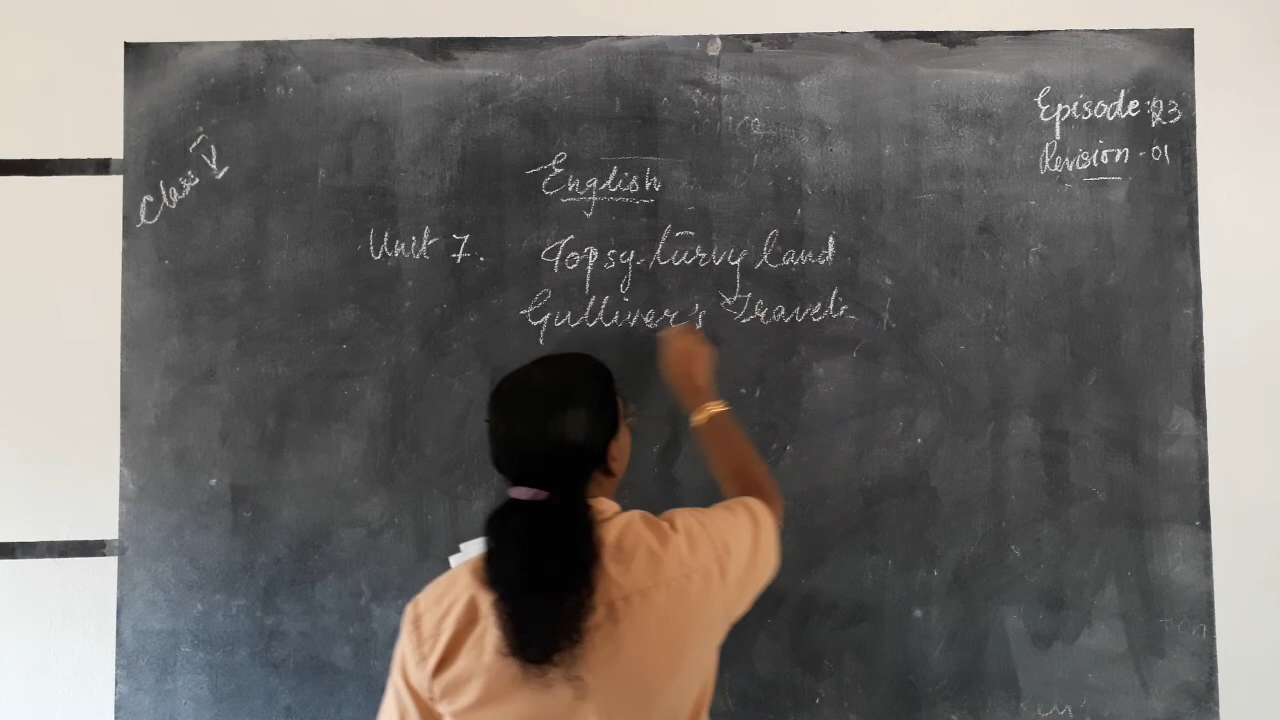 Episode: 23
Revision - 01
Class V
English
Unit 7. Topsy-turvy land
Gulliver's Travels